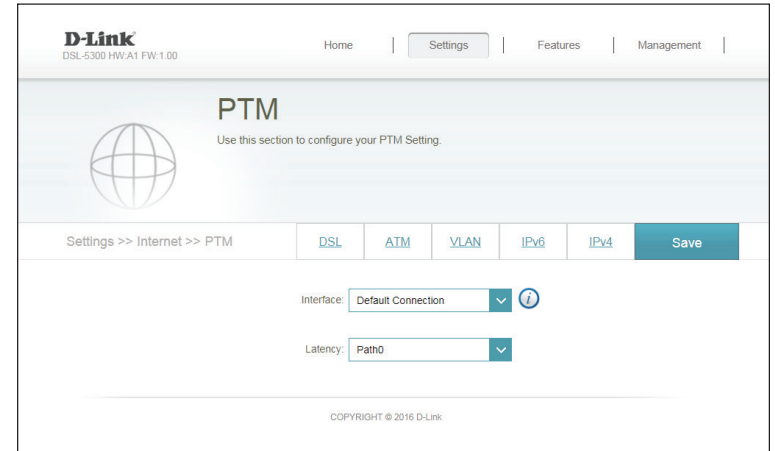 D-Link
DSL-5300 HW:A1 FW:1.00
Home | Settings | Features | Management |
PTM
Use this section to configure your PTM Setting.
Settings >> Internet >> PTM DSL ATM VLAN IPv6 IPv4 Save
Interface: Default Connection i
Latency: Path0
COPYRIGHT © 2016 D-Link